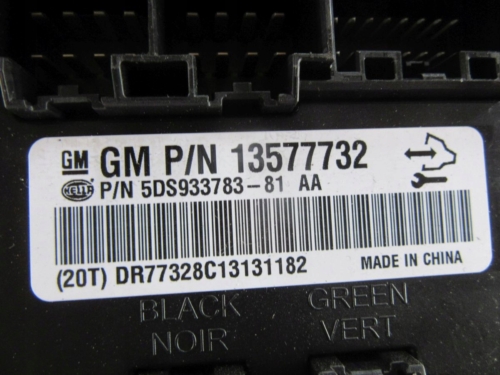 GM GM P/N 13577732
HELLA P/N 5DS933783-81 AA
(20T) DR77328C13131182 MADE IN CHINA
BLACK GREEN
NOIR VERT